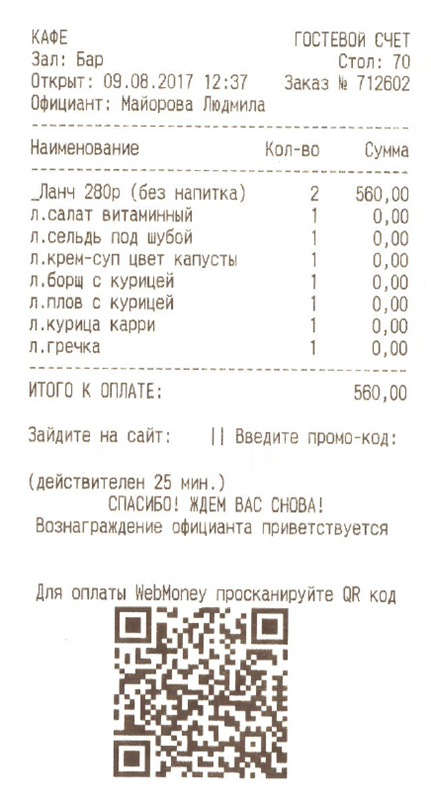 КАФЕ ГОСТЕВОЙ СЧЕТ
Зал: Бар Стол: 70
Открыт: 09.08.2017 12:37 Заказ № 712602
Официант: Майорова Людмила
Наименование Кол-во Сумма
_Ланч 280р (без напитка) 2 560,00
л.салат витаминный 1 0,00
л.сельдь под шубой 1 0,00
л.крем-суп цвет капусты 1 0,00
л.борщ с курицей 1 0,00
л.плов с курицей 1 0,00
л.курица карри 1 0,00
л.гречка 1 0,00
ИТОГО К ОПЛАТЕ: 560,00
Зайдите на сайт: || Введите промо-код:
(действителен 25 мин.)
СПАСИБО! ЖДЕМ ВАС СНОВА!
Вознаграждение официанта приветствуется
Для оплаты WebMoney просканируйте QR код